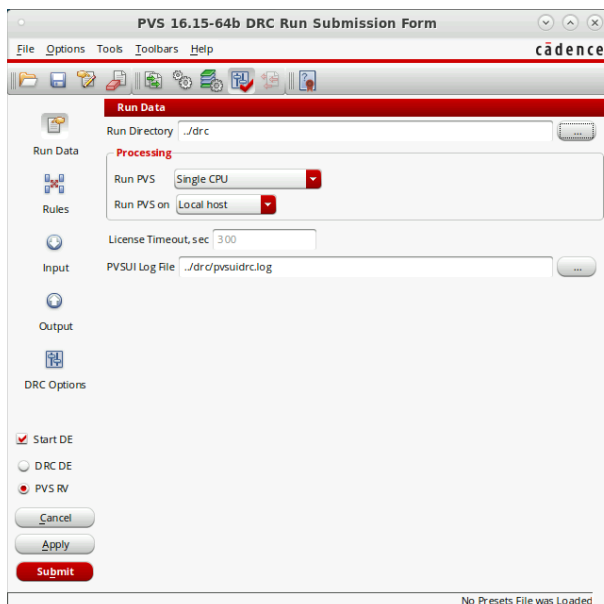 PVS 16.15-64b DRC Run Submission Form
File Options Tools Toolbars Help
cādence
Run Data
Run Data
Rules
Input
Output
DRC Options
Start DE
DRC DE
PVS RV
Cancel
Apply
Submit
Run Directory ../drc ...
Processing
Run PVS Single CPU
Run PVS on Local host
License Timeout, sec 300
PVSUI Log File ../drc/pvsuidrc.log ...
No Presets File was Loaded